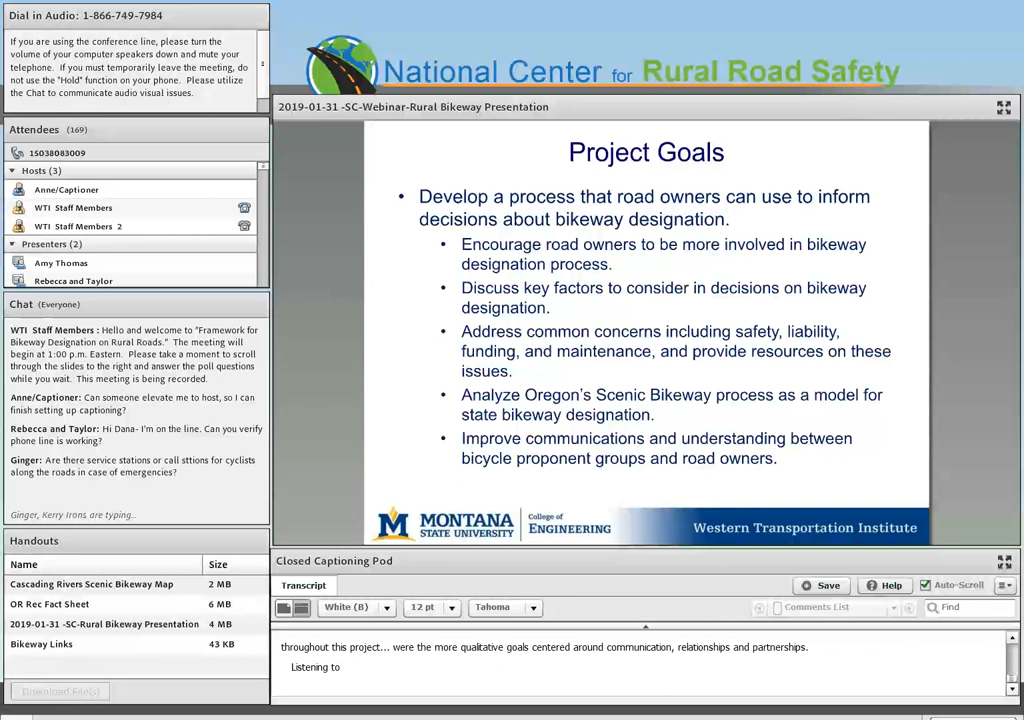 Dial in Audio: 1-866-749-7984
If you are using the conference line, please turn the
volume of your computer speakers down and mute your
telephone. If you must temporarily leave the meeting, do
not use the "Hold" function on your phone. Please utilize
the Chat to communicate audio visual issues.
National Center for Rural Road Safety
Attendees (169)
15038083009
Hosts (3)
Anne/Captioner
WTI Staff Members
WTI Staff Members 2
Presenters (2)
Amy Thomas
Rebecca and Taylor
Chat (Everyone)
WTI Staff Members : Hello and welcome to "Framework for
Bikeway Designation on Rural Roads." The meeting will
begin at 1:00 p.m. Eastern. Please take a moment to scroll
through the slides to the right and answer the poll questions
while you wait. This meeting is being recorded.
Anne/Captioner: Can someone elevate me to host, so I can
finish setting up captioning?
Rebecca and Taylor: Hi Dana- I'm on the line. Can you verify
phone line is working?
Ginger: Are there service stations or call sttions for cyclists
along the roads in case of emergencies?
Ginger, Kerry Irons are typing...
Handouts
Name Size
Cascading Rivers Scenic Bikeway Map 2 MB
OR Rec Fact Sheet 6 MB
2019-01-31 -SC-Rural Bikeway Presentation 4 MB
Bikeway Links 43 KB
Download File(s)
2019-01-31 -SC-Webinar-Rural Bikeway Presentation
Project Goals
• Develop a process that road owners can use to inform
decisions about bikeway designation.
• Encourage road owners to be more involved in bikeway
designation process.
• Discuss key factors to consider in decisions on bikeway
designation.
• Address common concerns including safety, liability,
funding, and maintenance, and provide resources on these
issues.
• Analyze Oregon's Scenic Bikeway process as a model for
state bikeway designation.
• Improve communications and understanding between
bicycle proponent groups and road owners.
M MONTANA
STATE UNIVERSITY
College of
ENGINEERING
Western Transportation Institute
Closed Captioning Pod
Transcript
Save
Help
Auto-Scroll
White (B)
12 pt
Tahoma
Comments List
Find
throughout this project... were the more qualitative goals centered around communication, relationships and partnerships.
Listening to